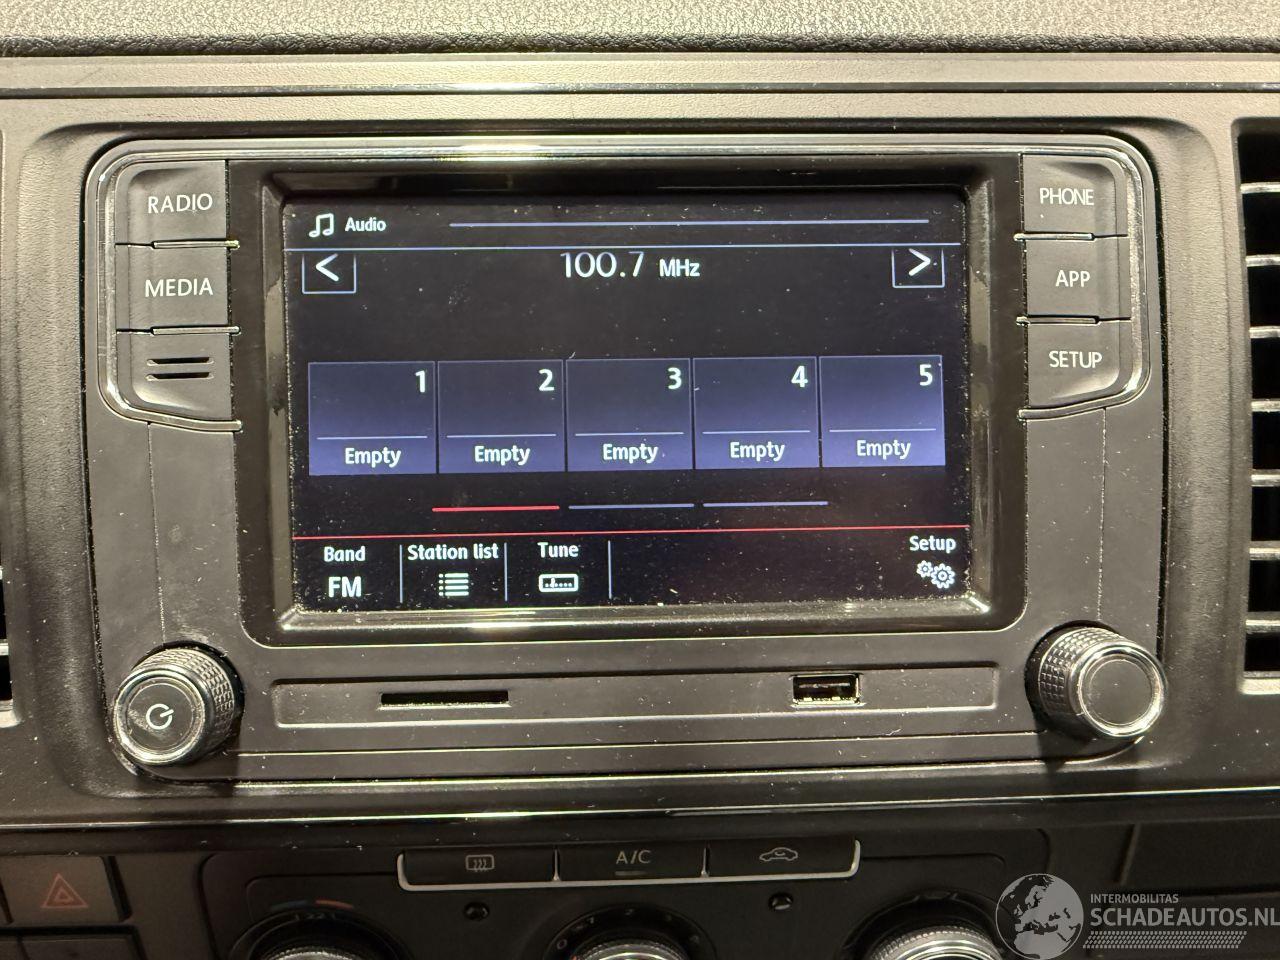 RADIO
MEDIA
PHONE
APP
SETUP
Audio
<
100.7 MHz
>
1
2
3
4
5
Empty
Empty
Empty
Empty
Empty
Band
Station list
Tune
Setup
FM
A/C
INTERMOBILITAS
SCHADEAUTOS.NL